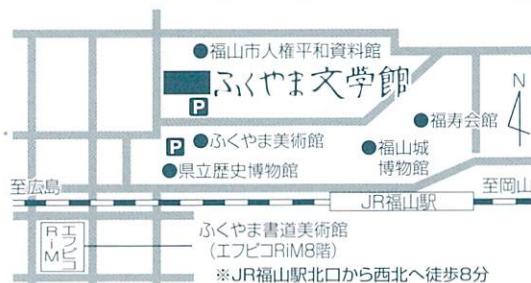 福山市人権平和資料館
ふくやま文学館
P
N
福寿会館
P
ふくやま美術館
福山城
博物館
県立歴史博物館
至広島
至岡山
JR福山駅
エフピコ
RiM
ふくやま書道美術館
(エフピコRiM8階)
※JR福山駅北口から西北へ徒歩8分